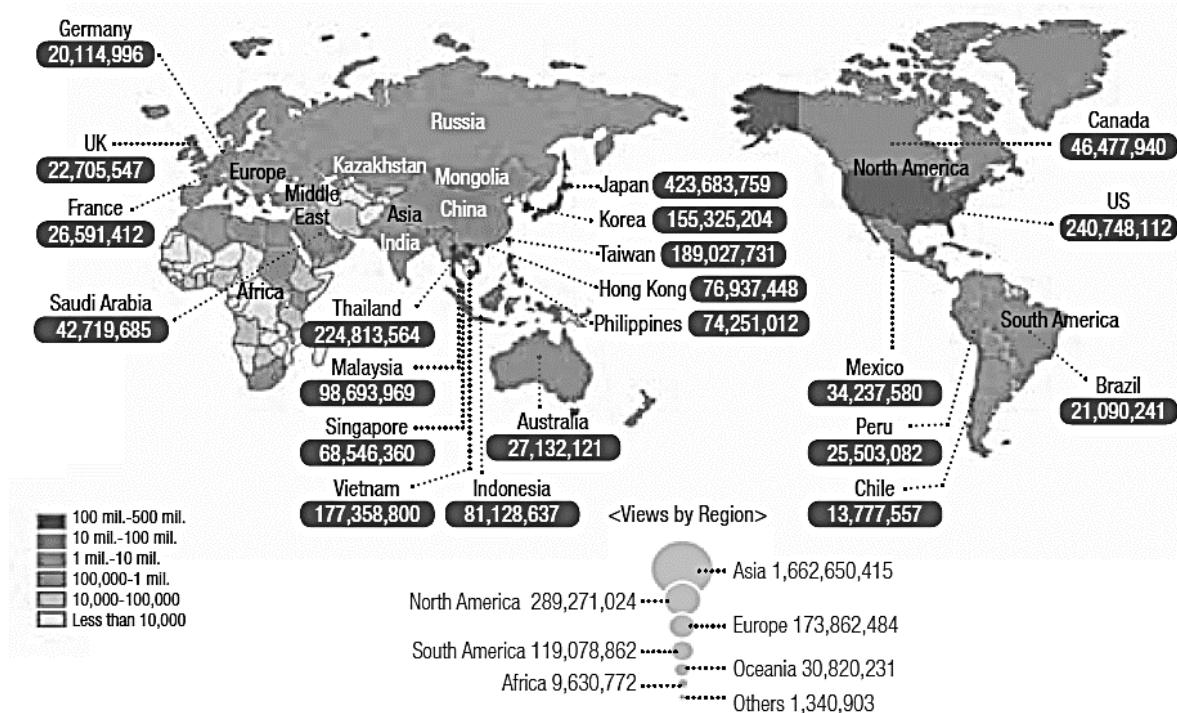 Germany
20,114,996
UK
22,705,547
France
26,591,412
Saudi Arabia
42,719,685
Russia
Kazakhstan
Europe
Mongolia
Middle
East
Asia
China
India
Africa
Japan 423,683,759
Korea 155,325,204
Taiwan 189,027,731
Hong Kong 76,937,448
Philippines 74,251,012
Thailand
224,813,564
Malaysia
98,693,969
Singapore
68,546,360
Vietnam
177,358,800
Indonesia
81,128,637
Australia
27,132,121
Canada
46,477,940
North America
US
240,748,112
South America
Mexico
34,237,580
Brazil
21,090,241
Peru
25,503,082
Chile
13,777,557
100 mil.-500 mil.
10 mil.-100 mil.
1 mil.-10 mil.
100,000-1 mil.
10,000-100,000
Less than 10,000
<Views by Region>
Asia 1,662,650,415
North America 289,271,024
Europe 173,862,484
South America 119,078,862
Oceania 30,820,231
Africa 9,630,772
Others 1,340,903